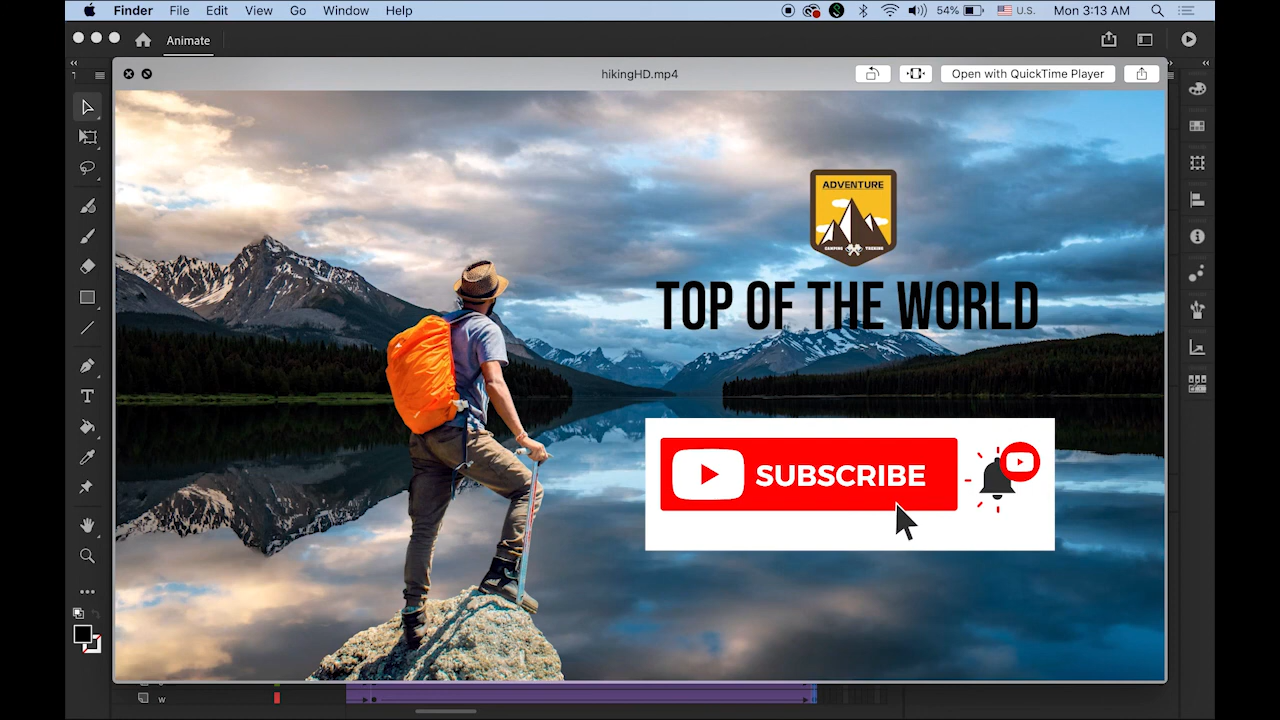 Finder File Edit View Go Window Help 54% U.S. Mon 3:13 AM
Animate
hikingHD.mp4 Open with QuickTime Player
T
ADVENTURE
CAMPING
TOP OF THE WORLD
SUBSCRIBE
w